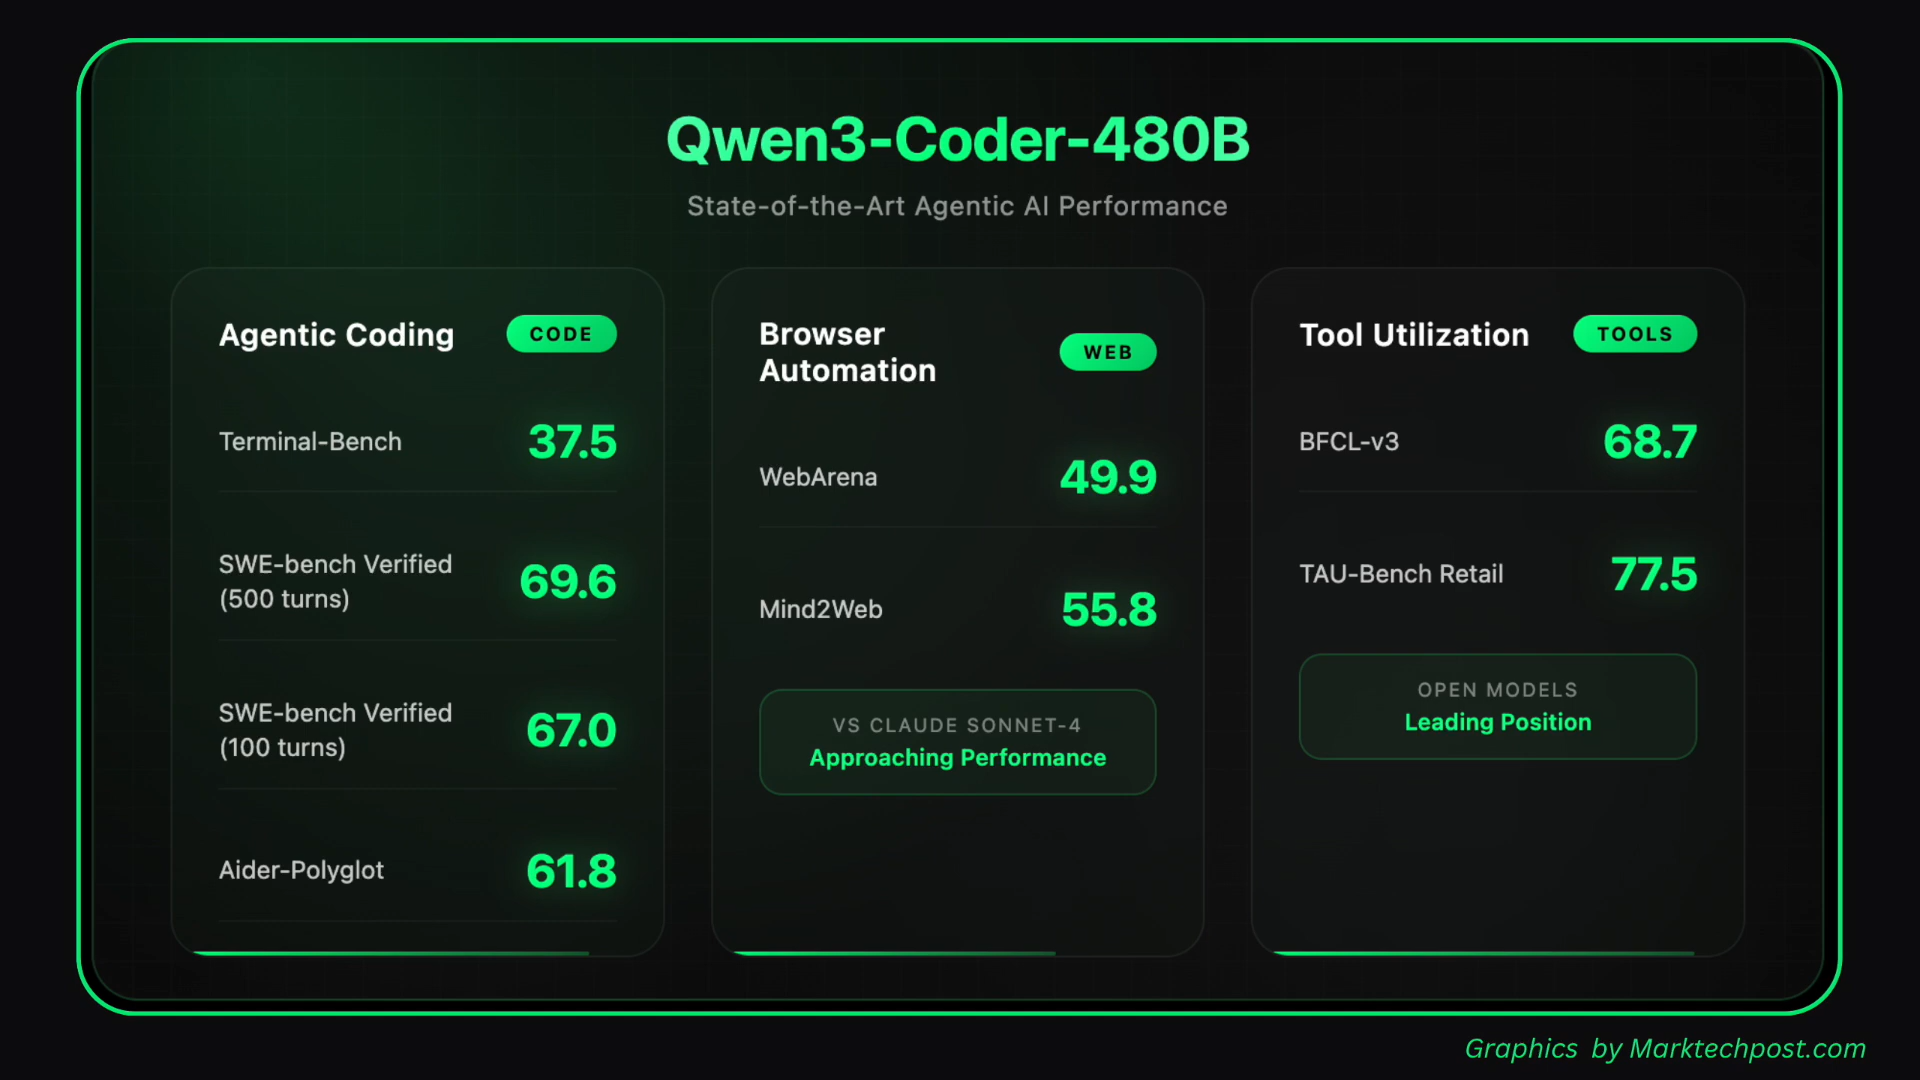 Qwen3-Coder-480B
State-of-the-Art Agentic AI Performance
Agentic Coding
CODE
Terminal-Bench
37.5
SWE-bench Verified
(500 turns)
69.6
SWE-bench Verified
(100 turns)
67.0
Aider-Polyglot
61.8
Browser
Automation
WEB
WebArena
49.9
Mind2Web
55.8
VS CLAUDE SONNET-4
Approaching Performance
Tool Utilization
TOOLS
BFCL-v3
68.7
TAU-Bench Retail
77.5
OPEN MODELS
Leading Position
Graphics by Marktechpost.com